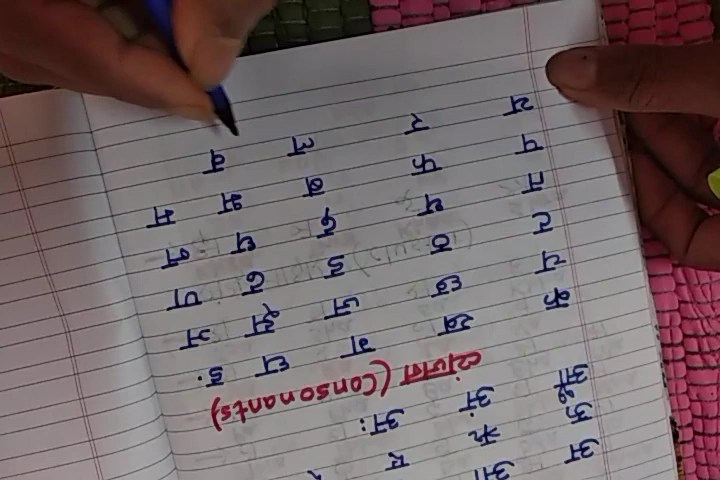 अ आ
ऋ ए
अं अः
व्यंजन (Consonants)
क ख ग घ ङ
च छ ज झ ञ
ट ठ ड ढ ण
त थ द ध न
प फ ब भ म
य र ल व